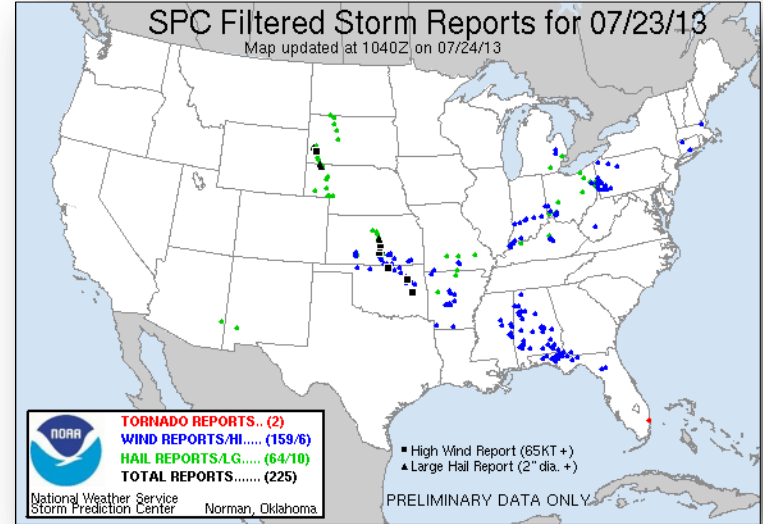 SPC Filtered Storm Reports for 07/23/13
Map updated at 1040Z on 07/24/13
NOAA
TORNADO REPORTS.. (2)
WIND REPORTS/HI..... (159/6)
HAIL REPORTS/LG..... (64/10)
TOTAL REPORTS....... (225)
National Weather Service
Storm Prediction Center Norman, Oklahoma
High Wind Report (65KT +)
Large Hail Report (2" dia. +)
PRELIMINARY DATA ONLY